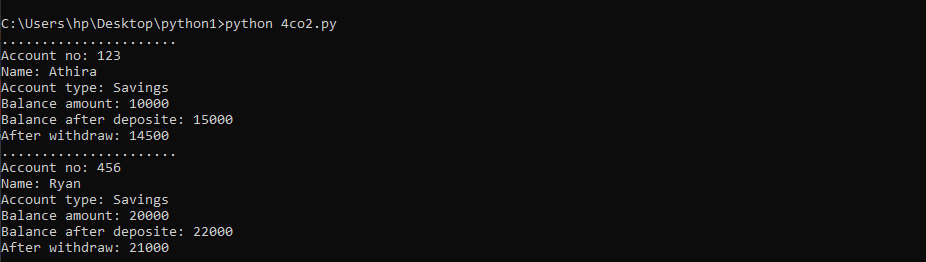 C:\Users\hp\Desktop\python1>python 4co2.py
......................
Account no: 123
Name: Athira
Account type: Savings
Balance amount: 10000
Balance after deposite: 15000
After withdraw: 14500
......................
Account no: 456
Name: Ryan
Account type: Savings
Balance amount: 20000
Balance after deposite: 22000
After withdraw: 21000